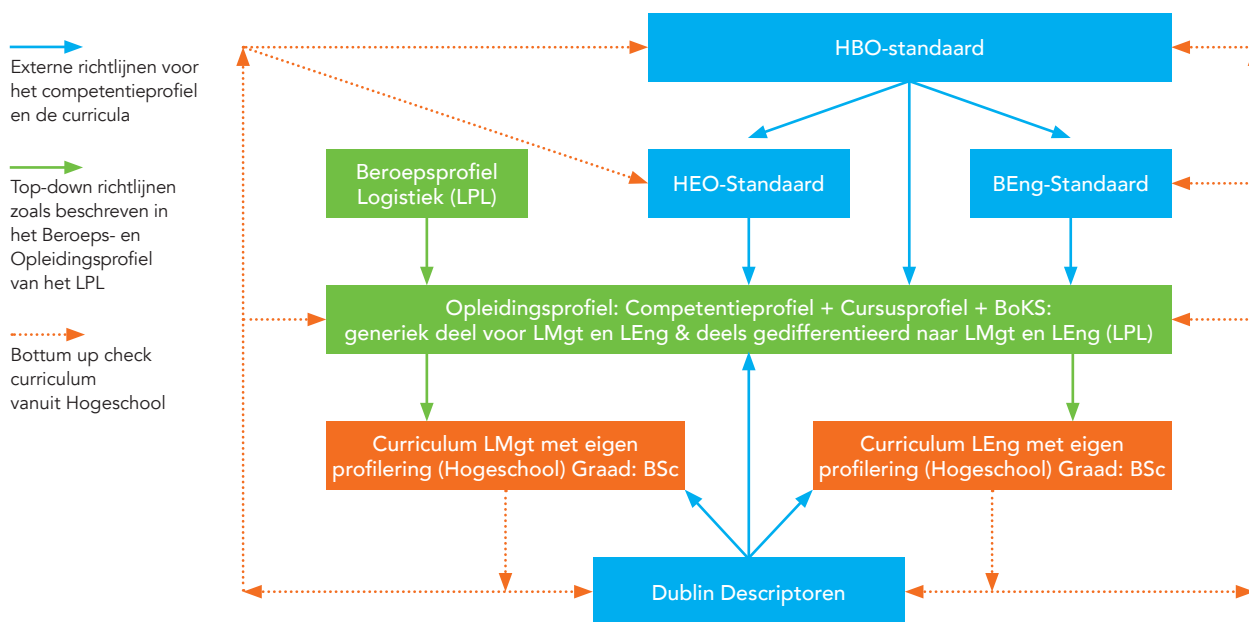 Externe richtlijnen voor
het competentieprofiel
en de curricula
Top-down richtlijnen
zoals beschreven in
het Beroeps- en
Opleidingsprofiel
van het LPL
Bottum up check
curriculum
vanuit Hogeschool
HBO-standaard
Beroepsprofiel
Logistiek (LPL)
HEO-Standaard
BEng-Standaard
Opleidingsprofiel: Competentieprofiel + Cursusprofiel + BoKS:
generiek deel voor LMgt en LEng & deels gedifferentieerd naar LMgt en LEng (LPL)
Curriculum LMgt met eigen
profilering (Hogeschool) Graad: BSc
Curriculum LEng met eigen
profilering (Hogeschool) Graad: BSc
Dublin Descriptoren